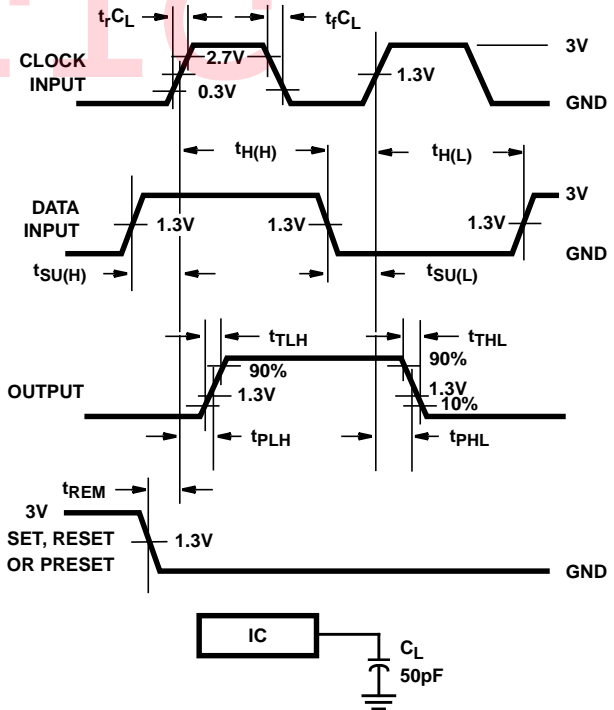 trCL
tfCL
CLOCK
INPUT
2.7V
0.3V
1.3V
3V
GND
tH(H)
tH(L)
DATA
INPUT
1.3V
1.3V
1.3V
3V
GND
tSU(H)
tSU(L)
tTLH
tTHL
90%
90%
OUTPUT
1.3V
1.3V
10%
tPLH
tPHL
tREM
3V
SET, RESET
OR PRESET
1.3V
GND
IC
CL
50pF